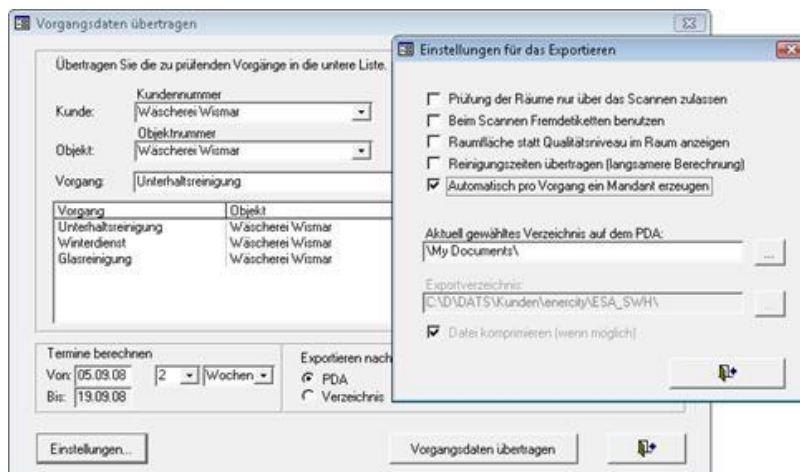 Vorgangsdaten übertragen
Übertragen Sie die zu prüfenden Vorgänge in die untere Liste.
Kundennummer
Kunde: Wäscherei Wismar
Objektnummer
Objekt: Wäscherei Wismar
Vorgang: Unterhaltsreinigung
Vorgang Objekt
Unterhaltsreinigung Wäscherei Wismar
Winterdienst Wäscherei Wismar
Glasreinigung Wäscherei Wismar
Termine berechnen
Von: 05.09.08 2 Wochen
Bis: 19.09.08
Exportieren nach
PDA
Verzeichnis
Einstellungen...
Vorgangsdaten übertragen
Einstellungen für das Exportieren
Prüfung der Räume nur über das Scannen zulassen
Beim Scannen Fremdetiketten benutzen
Raumfläche statt Qualitätsniveau im Raum anzeigen
Reinigungszeiten übertragen (langsamere Berechnung)
Automatisch pro Vorgang ein Mandant erzeugen
Aktuell gewähltes Verzeichnis auf dem PDA:
\My Documents\
...
Exportverzeichnis:
C:\D\DATS\Kunden\enercity\ESA_SWH\
...
Datei komprimieren (wenn möglich)